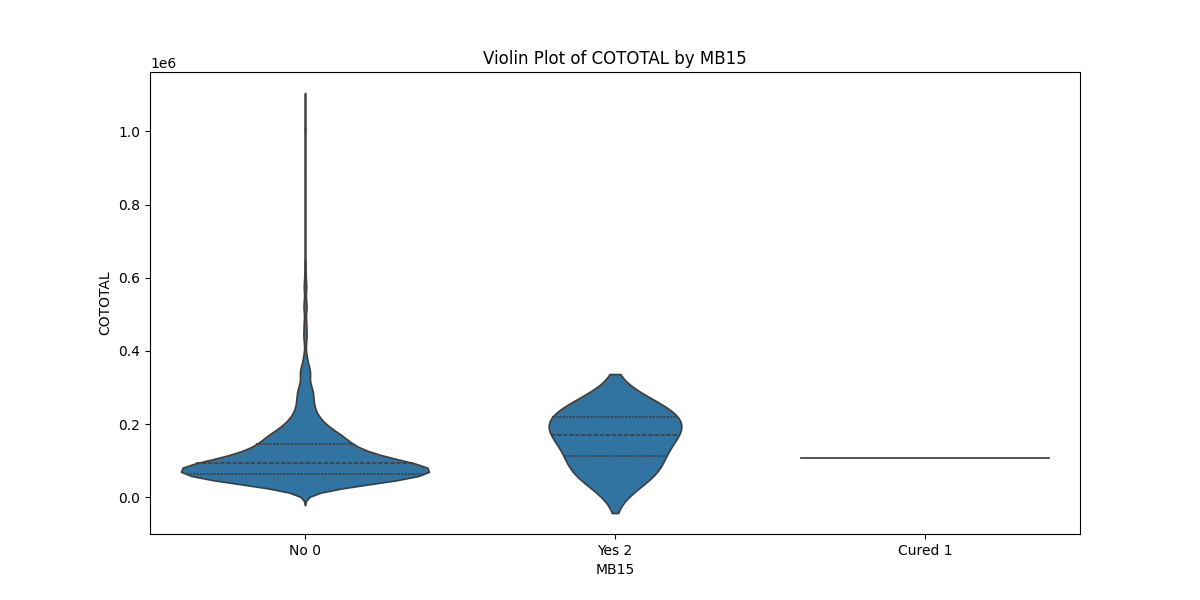 Violin Plot of COTOTAL by MB15
1e6
1.0
0.8
0.6
0.4
0.2
0.0
COTOTAL
No 0
Yes 2
Cured 1
MB15